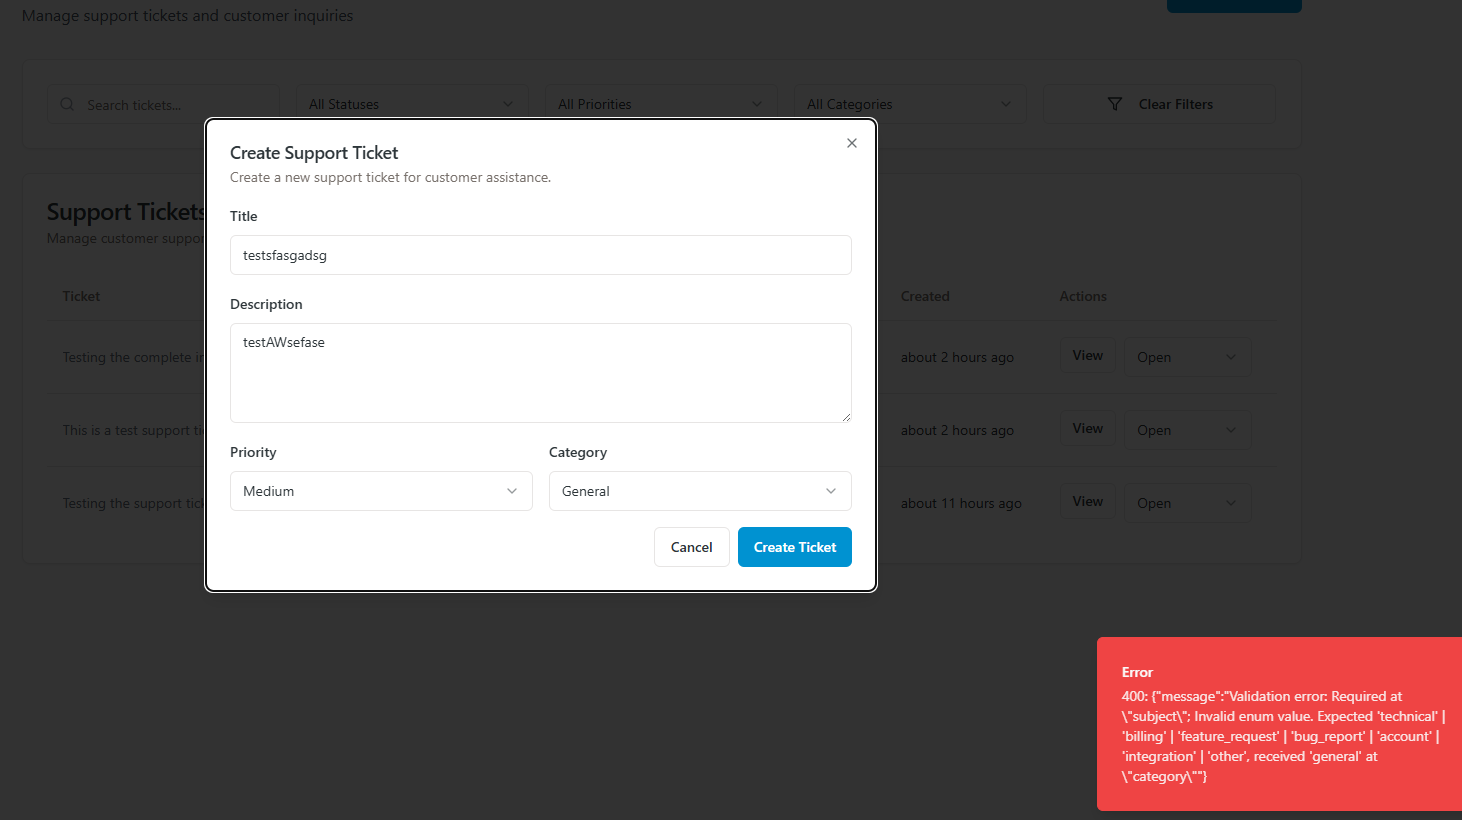 Manage support tickets and customer inquiries
Search tickets...
All Statuses
All Priorities
All Categories
Clear Filters
Create Support Ticket
Create a new support ticket for customer assistance.
Title
testsfasgadsg
Description
testAWsefase
Priority
Category
Medium
General
Cancel
Create Ticket
Support Tickets
Manage customer suppor
Ticket
Created
Actions
Testing the complete
about 2 hours ago
View
Open
This is a test support
about 2 hours ago
View
Open
Testing the support
about 11 hours ago
View
Open
Error
400: {"message":"Validation error: Required at
\"subject\"; Invalid enum value. Expected 'technical' |
'billing' | 'feature_request' | 'bug_report' | 'account' |
'integration' | 'other', received 'general' at
\"category\""}